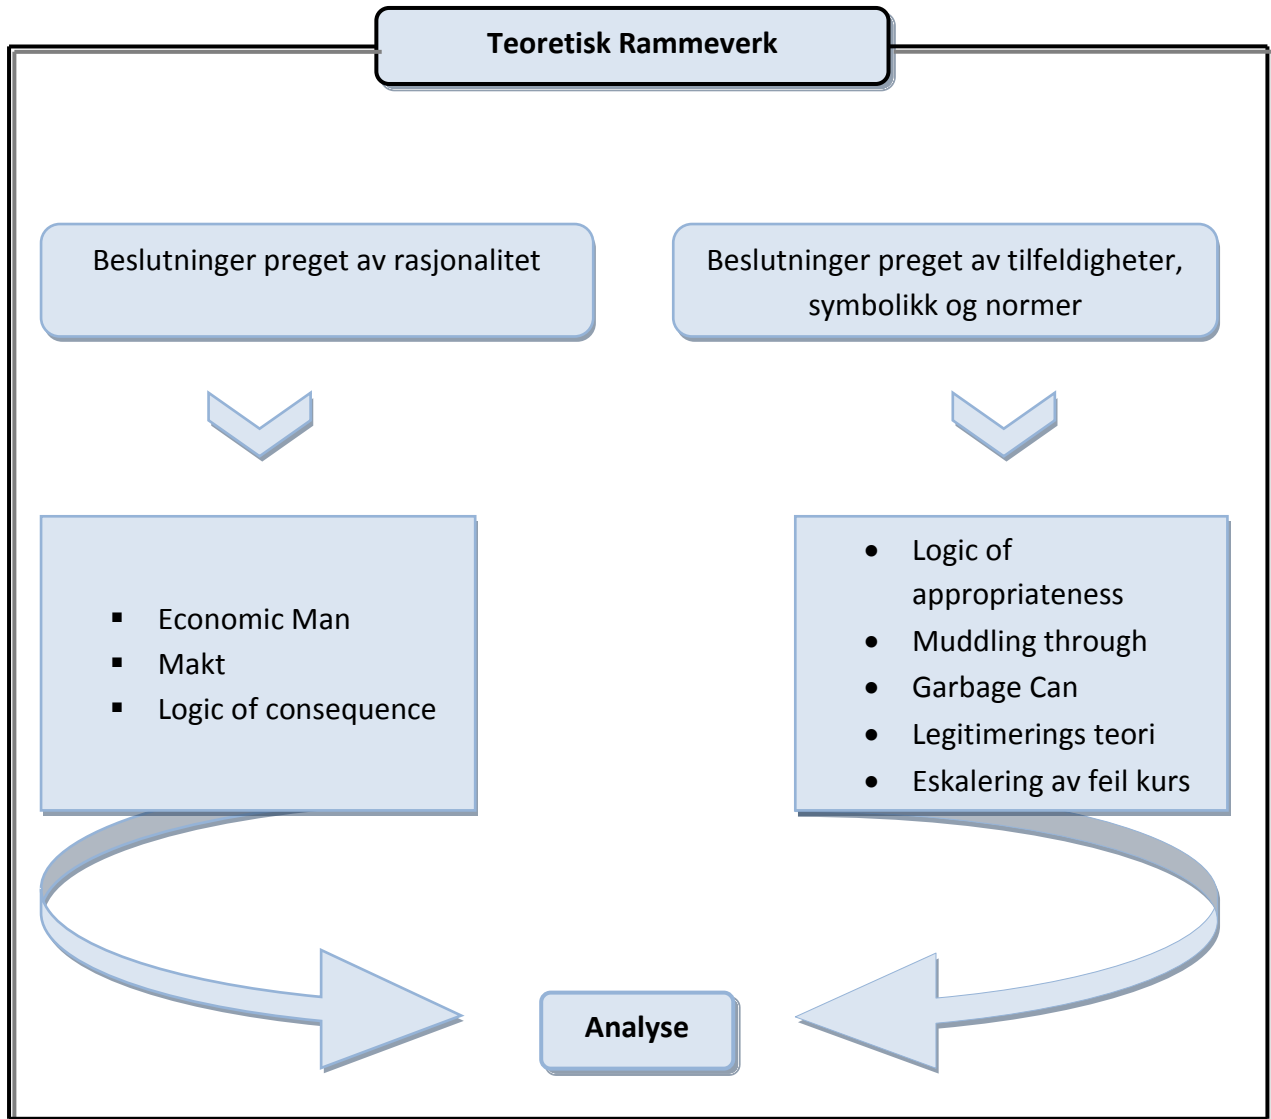 Teoretisk Rammeverk
Beslutninger preget av rasjonalitet
Beslutninger preget av tilfeldigheter,
symbolikk og normer
▪ Economic Man
▪ Makt
▪ Logic of consequence
• Logic of
appropriateness
• Muddling through
• Garbage Can
• Legitimerings teori
• Eskalering av feil kurs
Analyse